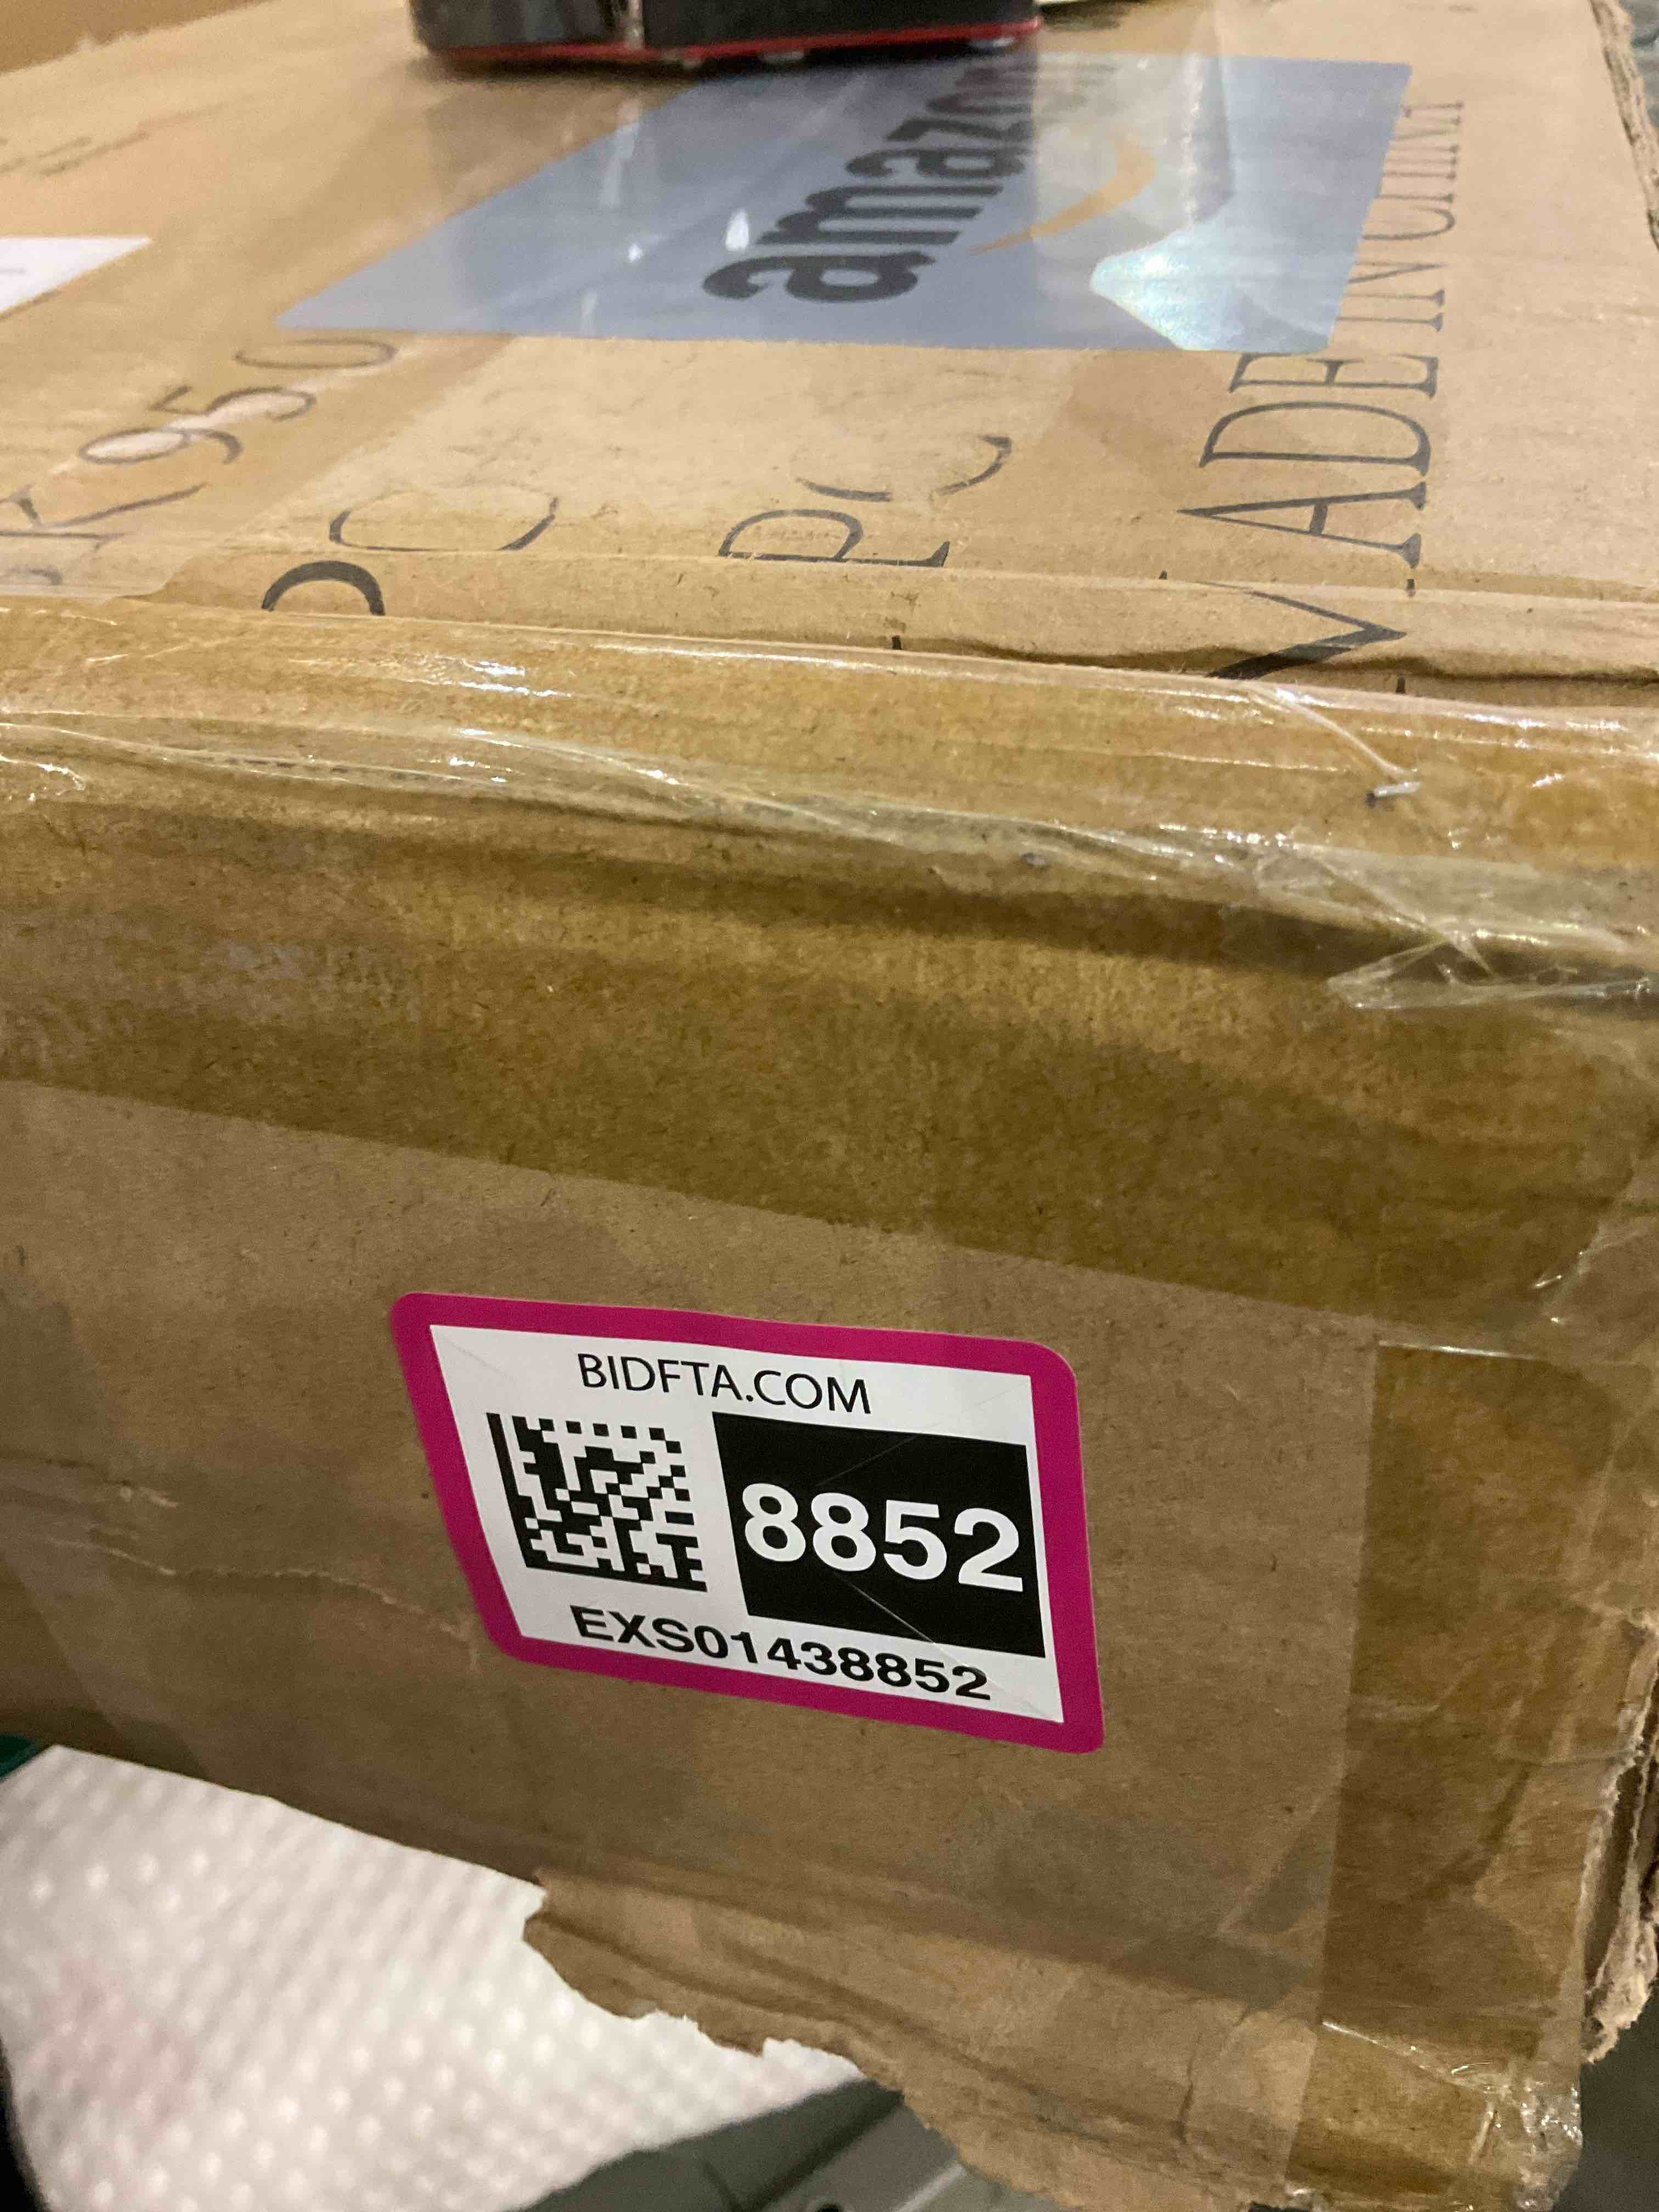 amazon
MADE IN CHINA
BIDFTA.COM
8852
EXS01438852